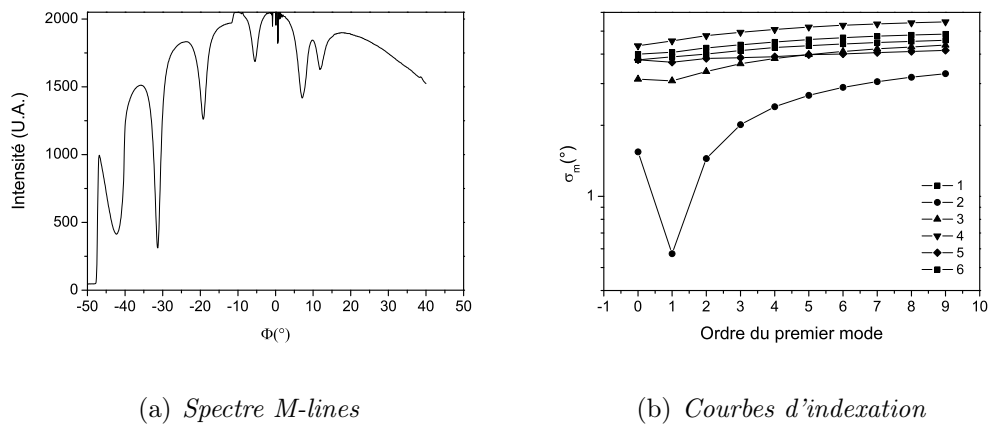 2000
1500
1000
500
0
Intensité (U.A.)
-50 -40 -30 -20 -10 0 10 20 30 40 50
Φ(°)
(a) Spectre M-lines
σm(°)
1
1
2
3
4
5
6
-1 0 1 2 3 4 5 6 7 8 9 10
Ordre du premier mode
(b) Courbes d'indexation